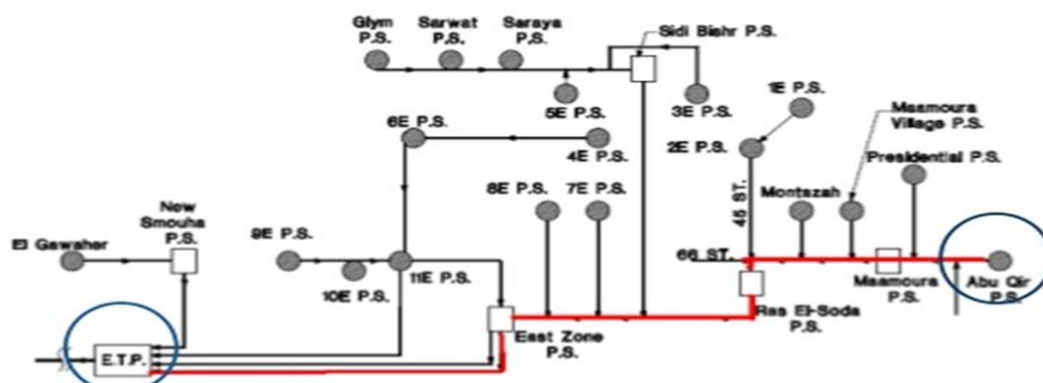 Glym
P.S.
Sarwat
P.S.
Saraya
P.S.
Sidi Bishr P.S.
5E P.S.
3E P.S.
1E P.S.
2E P.S.
Maamoura
Village P.S.
6E P.S.
4E P.S.
Presidential P.S.
8E P.S.
7E P.S.
45 ST.
Montazah
New
Smouha
P.S.
El Gawaher
9E P.S.
10E P.S.
11E P.S.
66 ST.
Maamoura
P.S.
Abu Qir
P.S.
Ras El-Soda
P.S.
East Zone
P.S.
E.T.P.